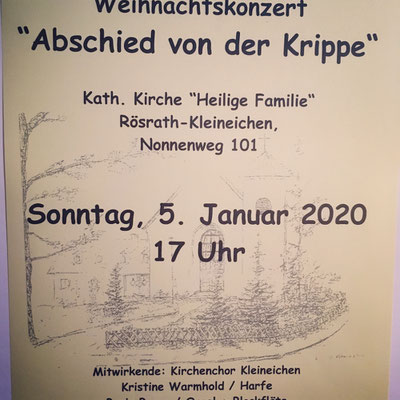 Weihnachtskonzert
"Abschied von der Krippe"
Kath. Kirche "Heilige Familie"
Rösrath-Kleineichen,
Nonnenweg 101
Sonntag, 5. Januar 2020
17 Uhr
Mitwirkende: Kirchenchor Kleineichen
Kristine Warmhold / Harfe